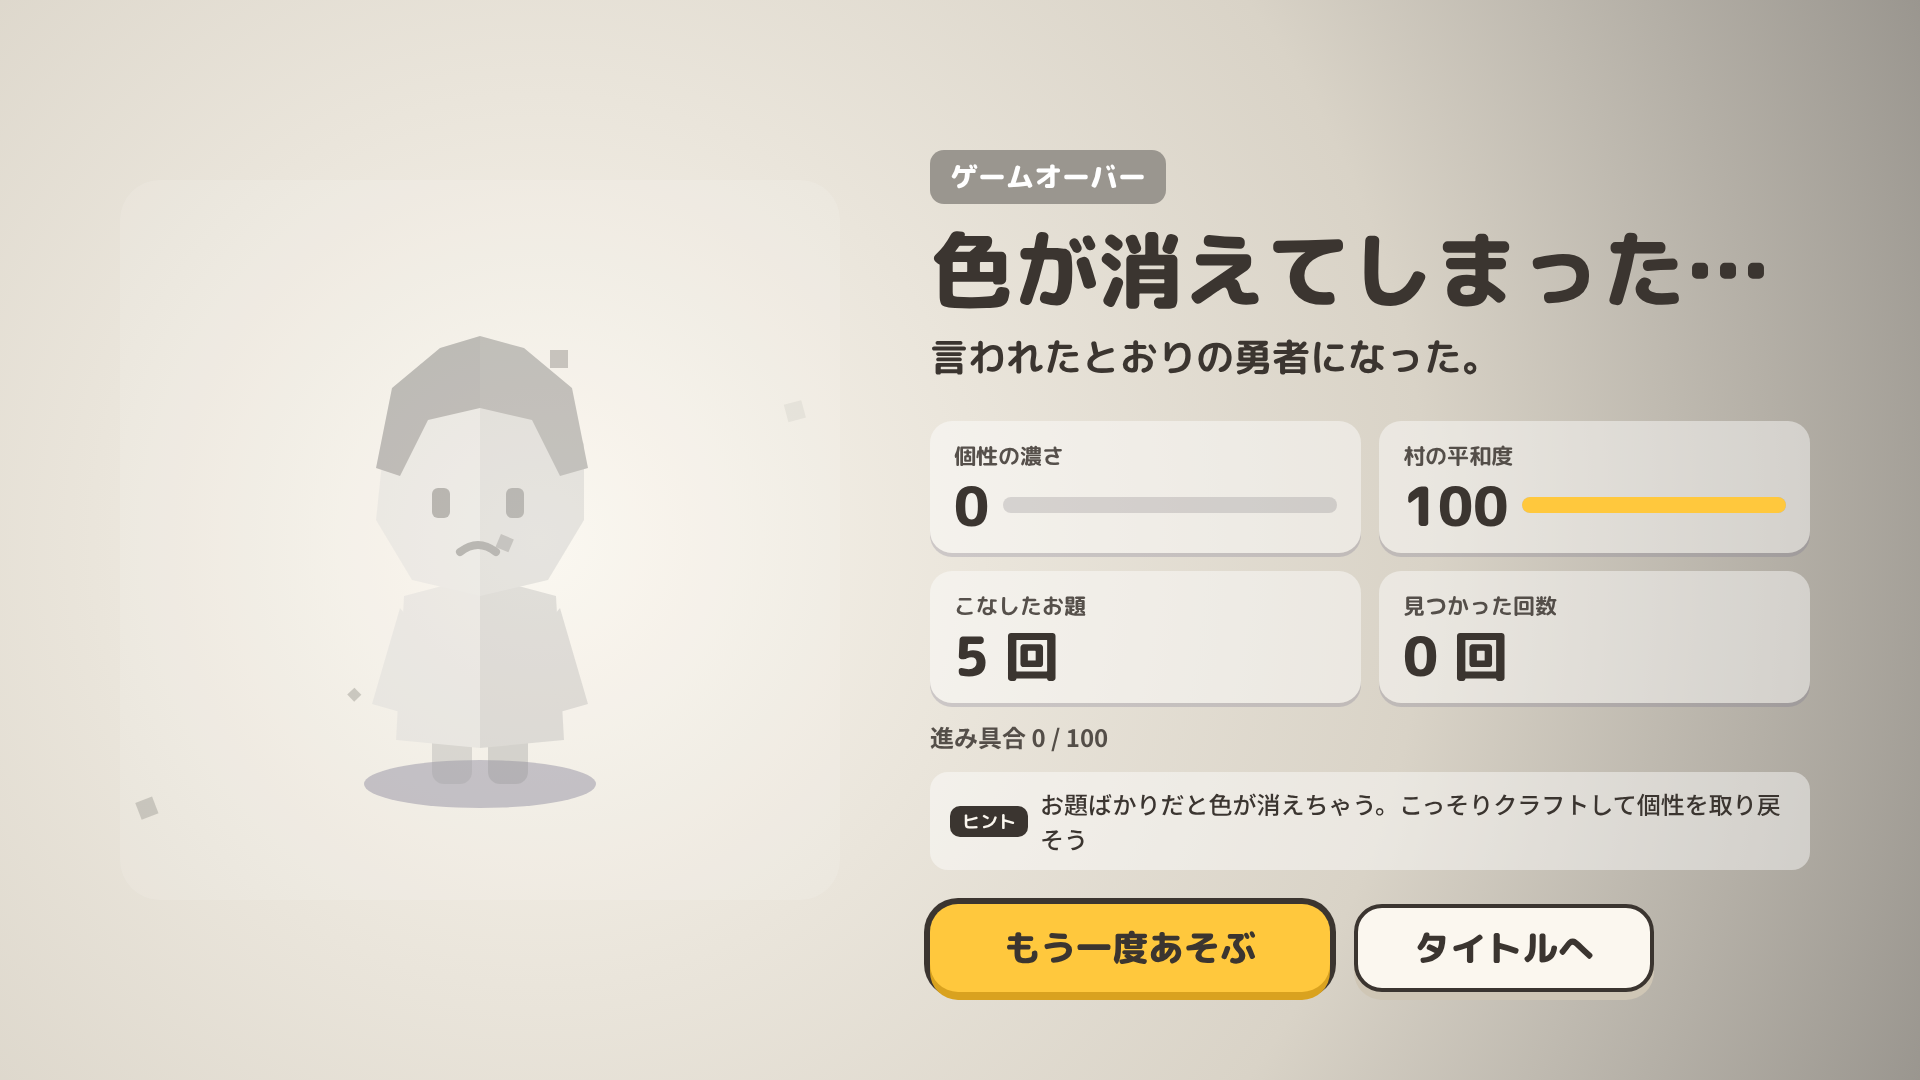 ゲームオーバー
色が消えてしまった…
言われたとおりの勇者になった。
個性の濃さ
0
村の平和度
100
こなしたお題
5 回
見つかった回数
0 回
進み具合 0 / 100
ヒント
お題ばかりだと色が消えちゃう。こっそりクラフトして個性を取り戻
そう
もう一度あそぶ
タイトルへ